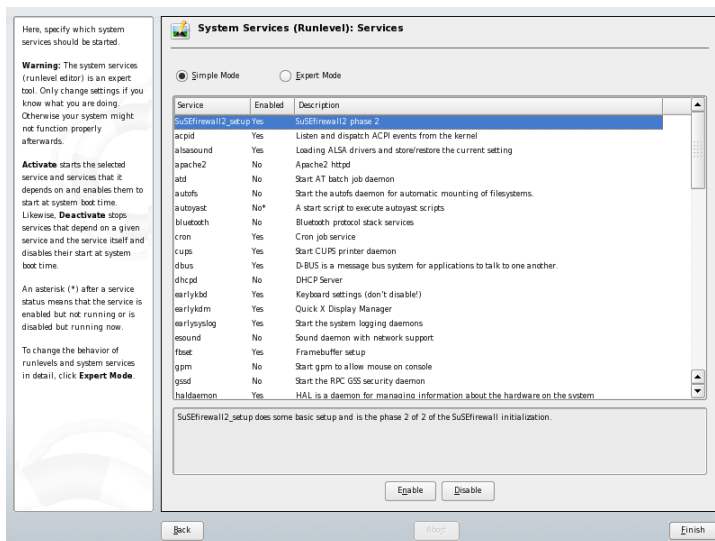 Here, specify which system
services should be started.
Warning: The system services
(runlevel editor) is an expert
tool. Only change settings if you
know what you are doing.
Otherwise your system might
not function properly
afterwards.
Activate starts the selected
service and services that it
depends on and enables them to
start at system boot time.
Likewise, Deactivate stops
services that depend on a given
service and the service itself and
disables their start at system
boot time.
An asterisk (*) after a service
status means that the service is
enabled but not running or is
disabled but running now.
To change the behavior of
runlevels and system services
in detail, click Expert Mode.
System Services (Runlevel): Services
Simple Mode Expert Mode
Service Enabled Description
SuSEfirewall2_setup Yes SuSEfirewall2 phase 2
acpid Yes Listen and dispatch ACPI events from the kernel
alsasound Yes Loading ALSA drivers and store/restore the current setting
apache2 No Apache2 httpd
atd No Start AT batch job daemon
autofs No Start the autofs daemon for automatic mounting of filesystems.
autoyast No* A start script to execute autoyast scripts
bluetooth No Bluetooth protocol stack services
cron Yes Cron job service
cups Yes Start CUPS printer daemon
dbus Yes D-BUS is a message bus system for applications to talk to one another.
dhcpd No DHCP Server
earlykbd Yes Keyboard settings (don't disable!)
earlykdm Yes Quick X Display Manager
earlysyslog Yes Start the system logging daemons
esound No Sound daemon with network support
fbset Yes Framebuffer setup
gpm No Start gpm to allow mouse on console
gssd No Start the RPC GSS security daemon
haldaemon Yes HAL is a daemon for managing information about the hardware on the system
SuSEfirewall2_setup does some basic setup and is the phase 2 of 2 of the SuSEfirewall initialization.
Enable Disable
Back Abort Finish